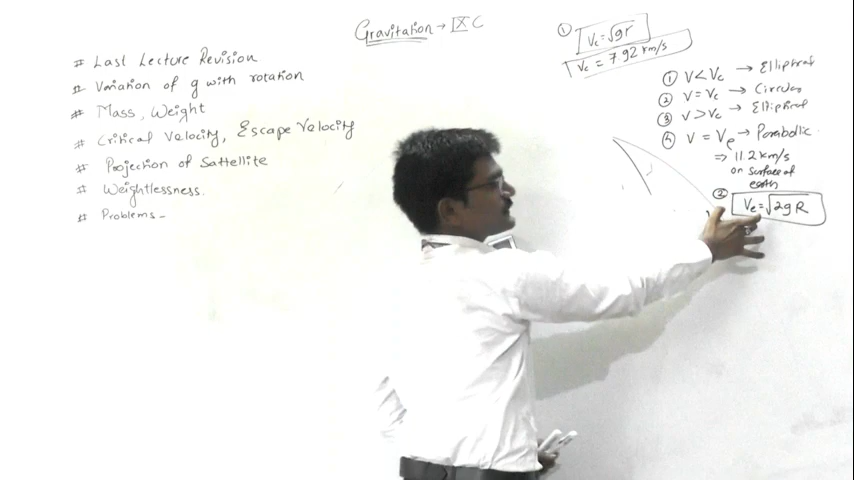 Gravitation → IX C
# Last Lecture Revision
# Variation of g with rotation
# Mass, Weight
# Critical Velocity, Escape Velocity
# Projection of Sattellite
# Weightlessness.
# Problems -
① Vc = √gr
Vc = 7.92 km/s
① V < Vc → Elliptical
② V = Vc → Circular
③ V > Vc → Elliptical
④ V = Ve → Parabolic
⇒ 11.2 km/s
on surface of
earth
② Ve = √2gR